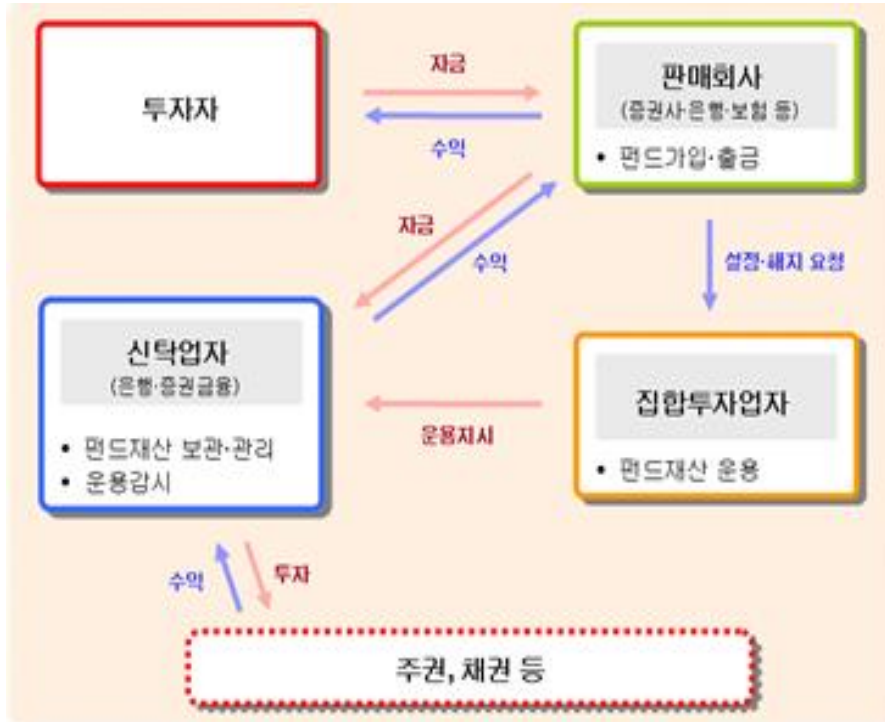 투자자
자금
수익
판매회사
(증권사·은행·보험 등)
• 펀드가입·출금
자금
수익
설정·해지 요청
신탁업자
(은행·증권금융)
• 펀드재산 보관·관리
• 운용감시
운용지시
집합투자업자
• 펀드재산 운용
수익
투자
주권, 채권 등